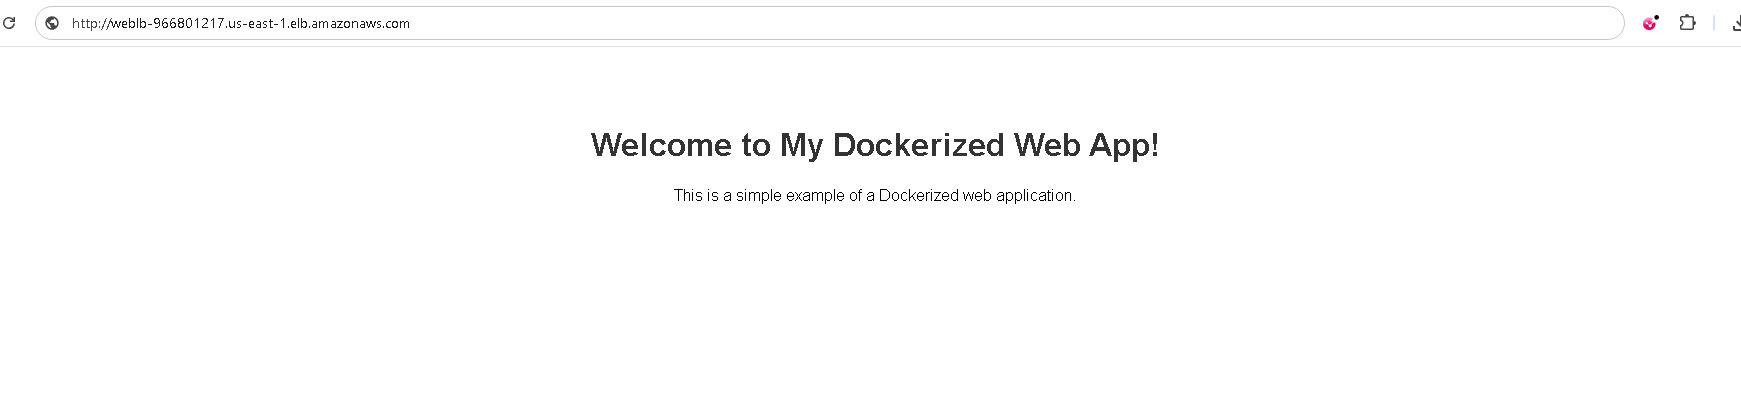 http://weblb-966801217.us-east-1.elb.amazonaws.com
Welcome to My Dockerized Web App!
This is a simple example of a Dockerized web application.